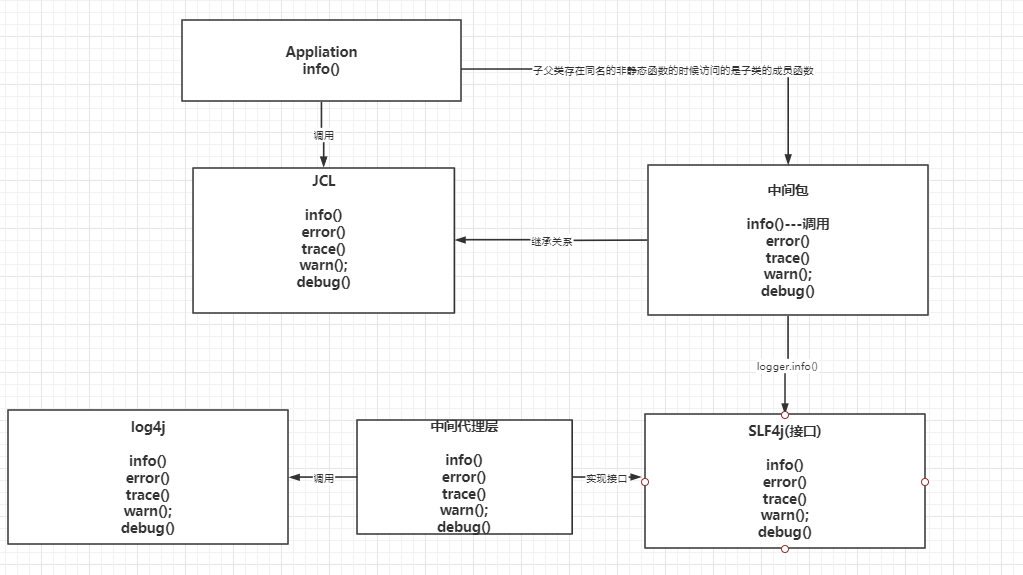 Appliation
info()
子父类存在同名的非静态函数的时候访问的是子类的成员函数
调用
JCL
info()
error()
trace()
warn();
debug()
继承关系
中间包
info()---调用
error()
trace()
warn();
debug()
logger.info()
log4j
info()
error()
trace()
warn();
debug()
调用
中间代理层
info()
error()
trace()
warn();
debug()
实现接口
SLF4j(接口)
info()
error()
trace()
warn();
debug()